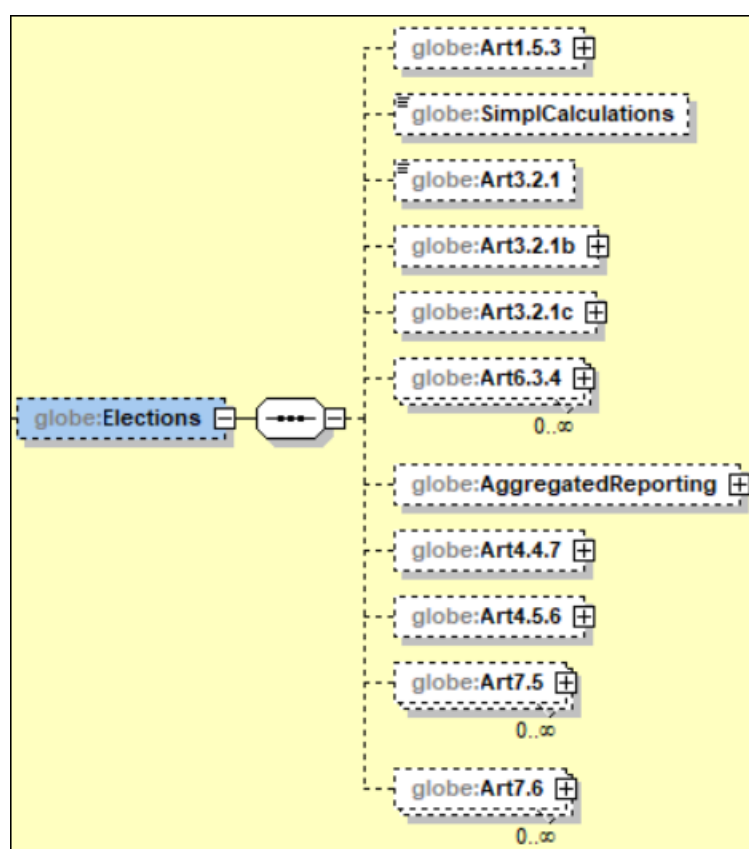 globe:Art1.5.3
globe:SimplCalculations
globe:Art3.2.1
globe:Art3.2.1b
globe:Art3.2.1c
globe:Art6.3.4
globe:Elections
0..∞
globe:AggregatedReporting
globe:Art4.4.7
globe:Art4.5.6
globe:Art7.5
0..∞
globe:Art7.6
0..∞